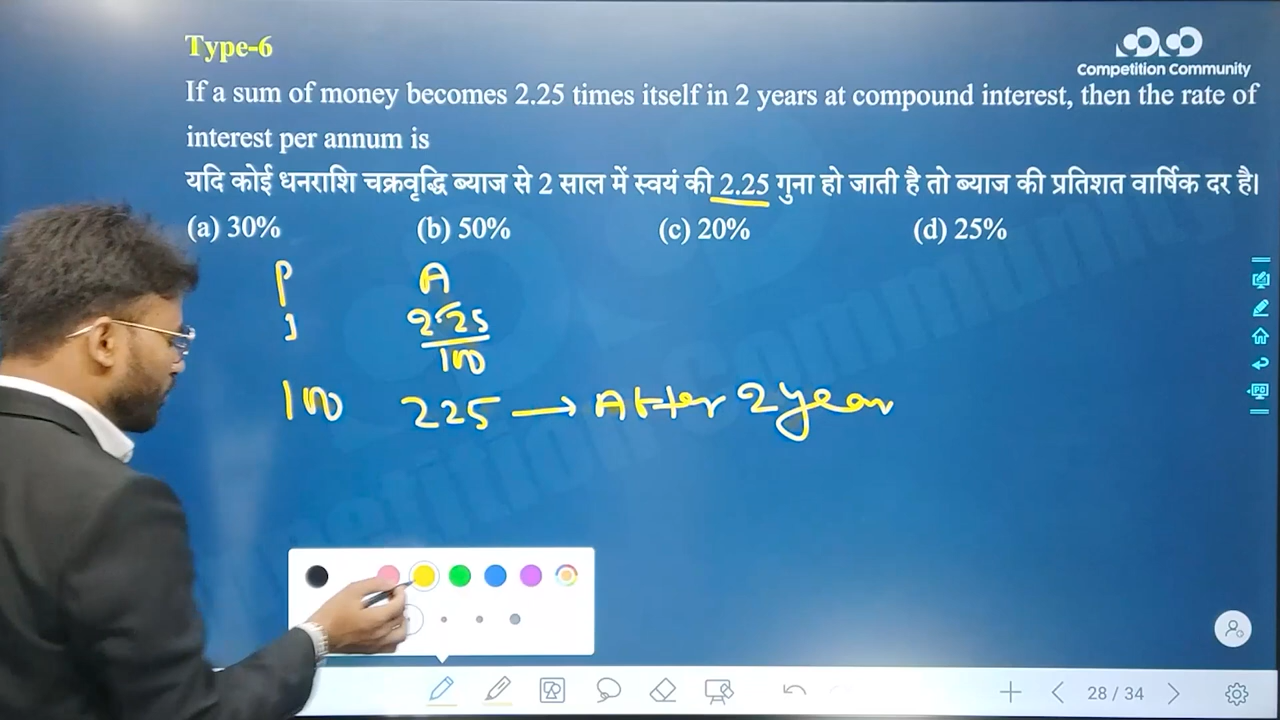 Type-6
Competition Community
If a sum of money becomes 2.25 times itself in 2 years at compound interest, then the rate of
interest per annum is
यदि कोई धनराशि चक्रवृद्धि ब्याज से 2 साल में स्वयं की 2.25 गुना हो जाती है तो ब्याज की प्रतिशत वार्षिक दर है।
(a) 30% (b) 50% (c) 20% (d) 25%
P A
1 2.25
100
100 225 → After 2 year
28 / 34